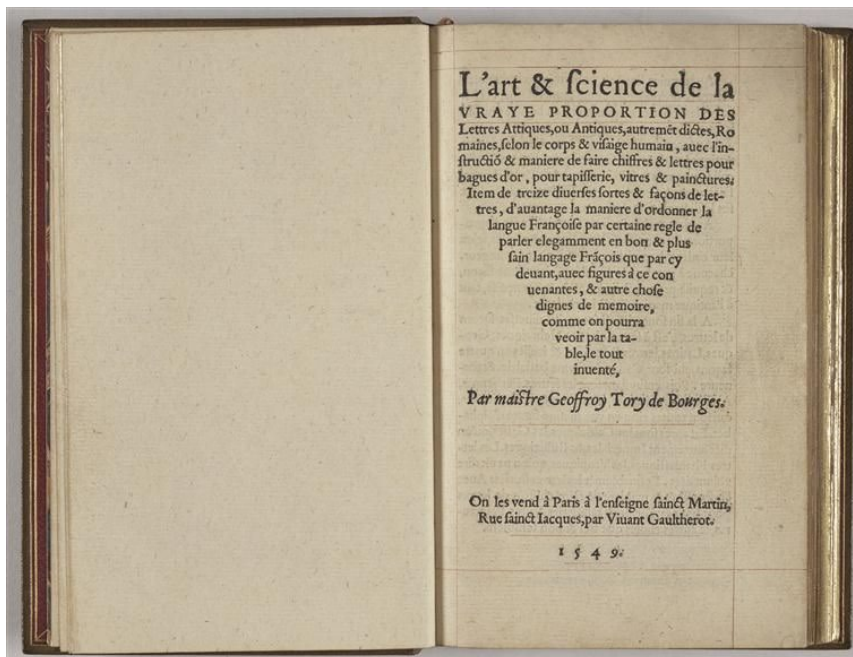 L'art & ſcience de la
VRAYE PROPORTION DES
Lettres Attiques,ou Antiques,autremẽt dictes,Ro
maines,ſelon le corps & viſaige humain, auec l'in-
ſtructiõ & maniere de faire chiffres & lettres pour
bagues d'or, pour tapiſſerie, vitres & painctures.
Item de treize diuerſes ſortes & façons de let-
tres, d'auantage la maniere d'ordonner la
langue Françoiſe par certaine regle de
parler elegamment en bon & plus
ſain langage Frãçois que par cy
deuant,auec figures à ce con
uenantes, & autre choſe
dignes de memoire,
comme on pourra
veoir par la ta-
ble,le tout
inuenté,
Par maiſtre Geoffroy Tory de Bourges.
On les vend à Paris à l'enſeigne ſainct Martin,
Rue ſainct Iacques,par Viuant Gaultherot.
1549.